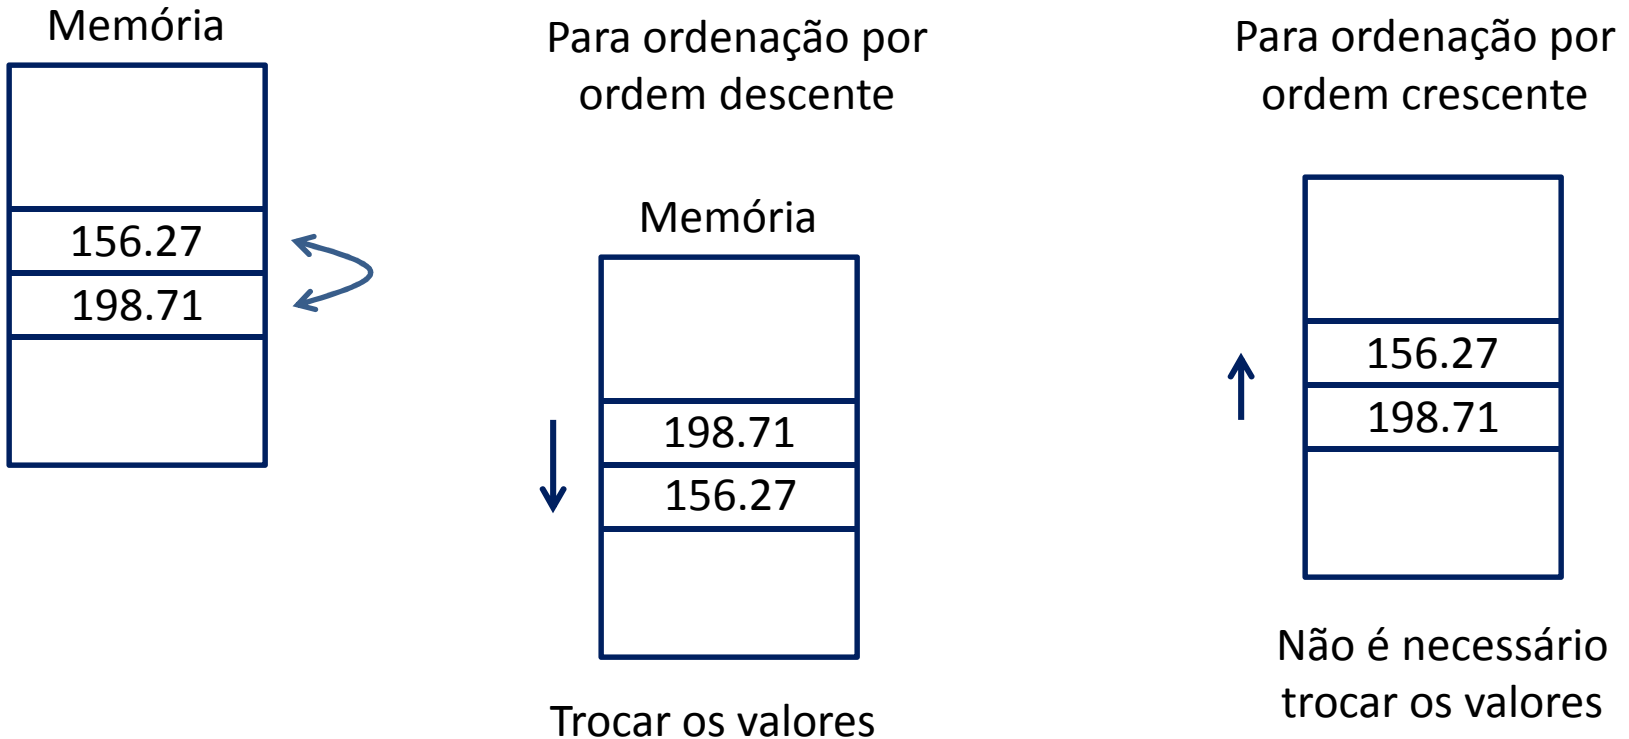 Memória
156.27
198.71
Para ordenação por
ordem descente
Memória
198.71
156.27
Trocar os valores
Para ordenação por
ordem crescente
156.27
198.71
Não é necessário
trocar os valores